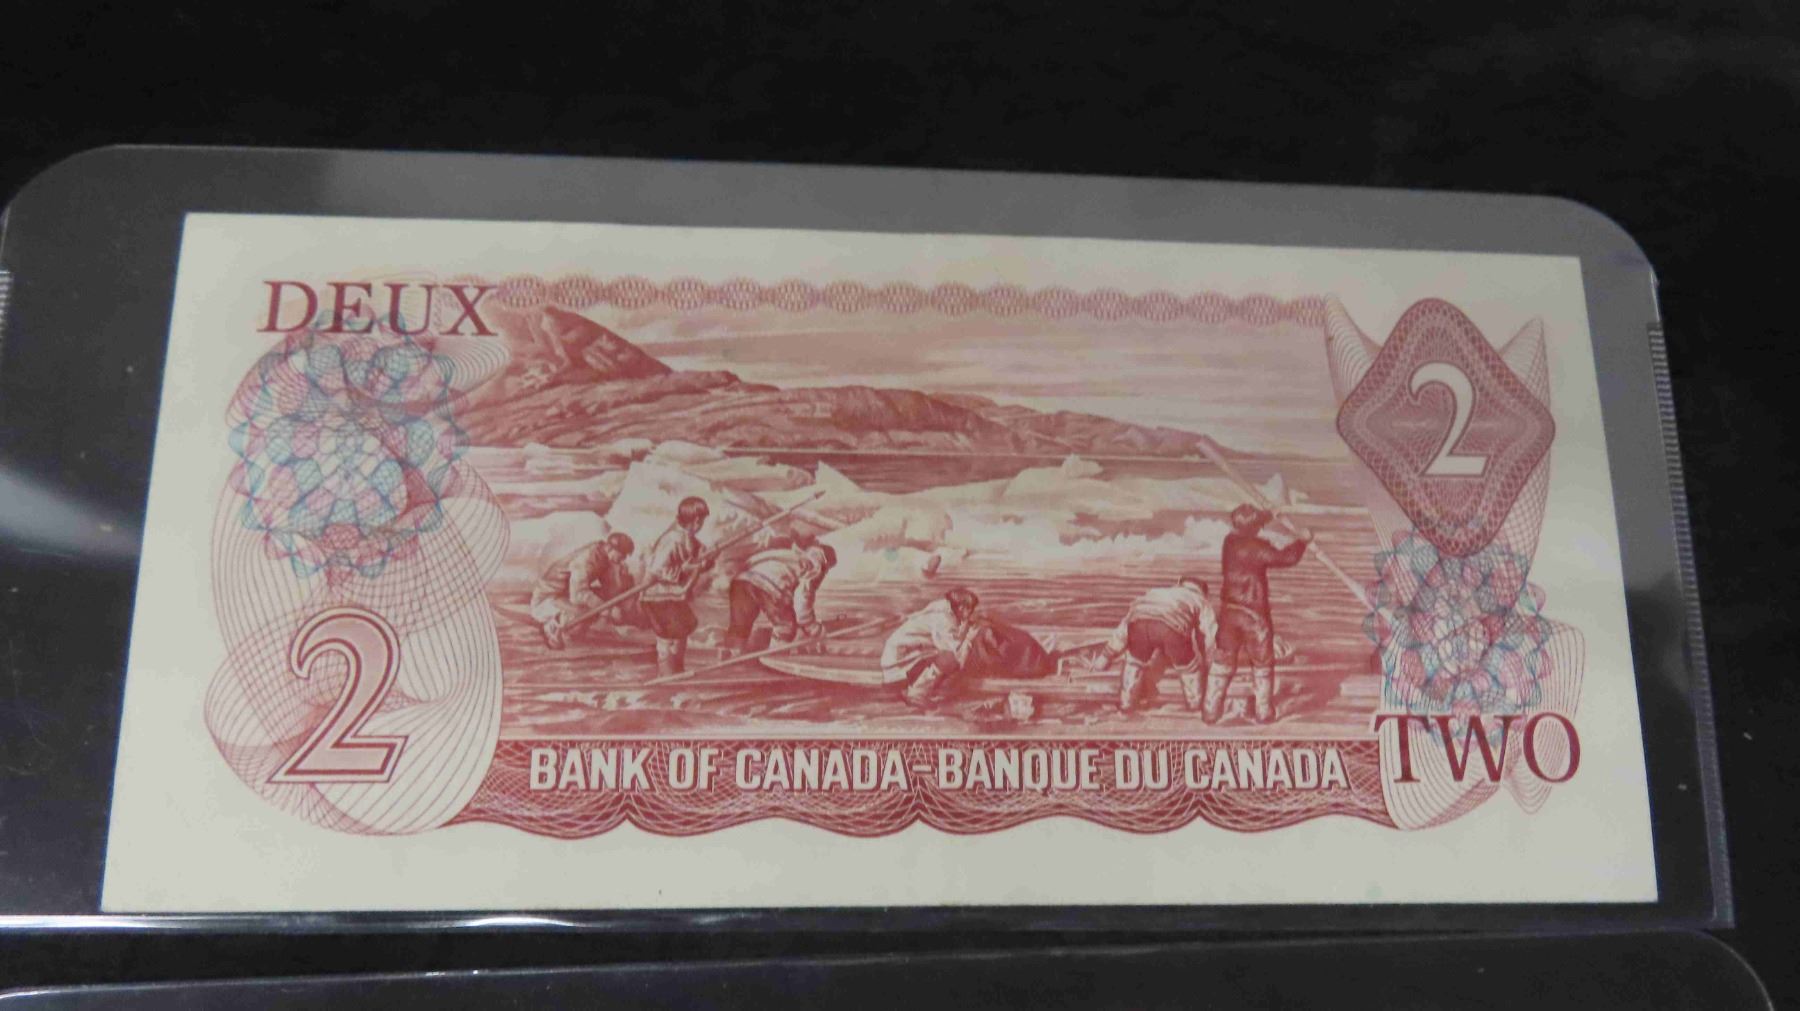 DEUX
2
2
BANK OF CANADA-BANQUE DU CANADA
TWO